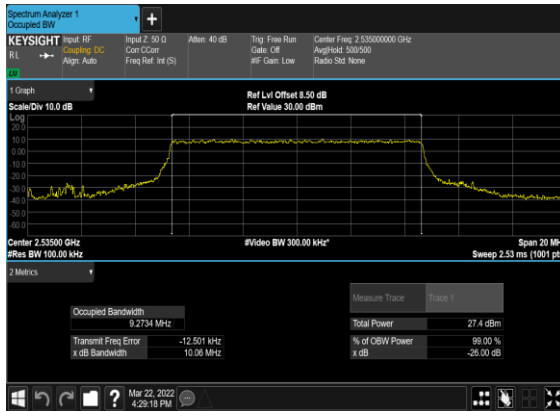 Spectrum Analyzer 1
Occupied BW
+
KEYSIGHT Input: RF Input Z: 50 Ω Atten: 40 dB Trig: Free Run Center Freq: 2.535000000 GHz
RL Coupling: DC Corr CCorr Gate: Off Avg|Hold: 500/500
Align: Auto Freq Ref: Int (S) #IF Gain: Low Radio Std: None
1 Graph
Ref Lvl Offset 8.50 dB
Scale/Div 10.0 dB Ref Value 30.00 dBm
Log
20.0
10.0
0.00
-10.0
-20.0
-30.0
-40.0
-50.0
-60.0
Center 2.53500 GHz #Video BW 300.00 kHz* Span 20 MH
#Res BW 100.00 kHz Sweep 2.53 ms (1001 pt
2 Metrics
Measure Trace Trace 1
Occupied Bandwidth
9.2734 MHz Total Power 27.4 dBm
Transmit Freq Error -12.501 kHz % of OBW Power 99.00 %
x dB Bandwidth 10.06 MHz x dB -26.00 dB
? Mar 22, 2022
4:29:18 PM